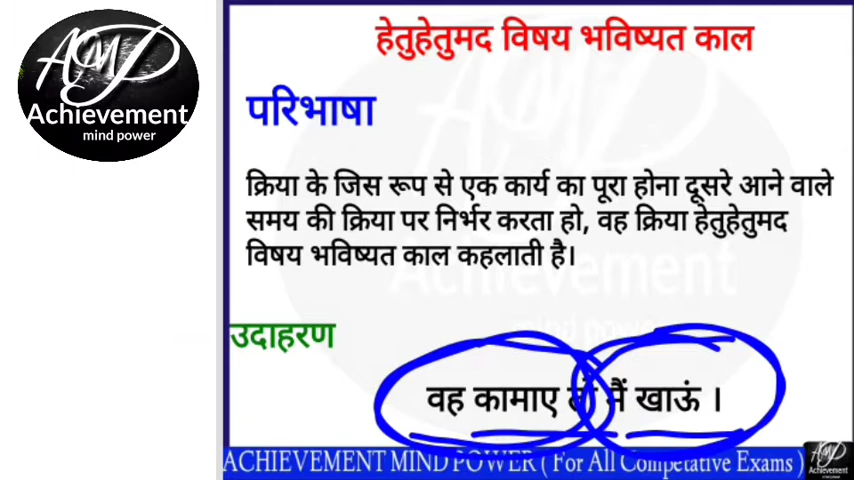 AMP
Achievement
mind power
हेतुहेतुमद विषय भविष्यत काल
परिभाषा
क्रिया के जिस रूप से एक कार्य का पूरा होना दूसरे आने वाले
समय की क्रिया पर निर्भर करता हो, वह क्रिया हेतुहेतुमद
विषय भविष्यत काल कहलाती है।
उदाहरण
वह कामाए तो मैं खाऊं ।
ACHIEVEMENT MIND POWER ( For All Competative Exams )